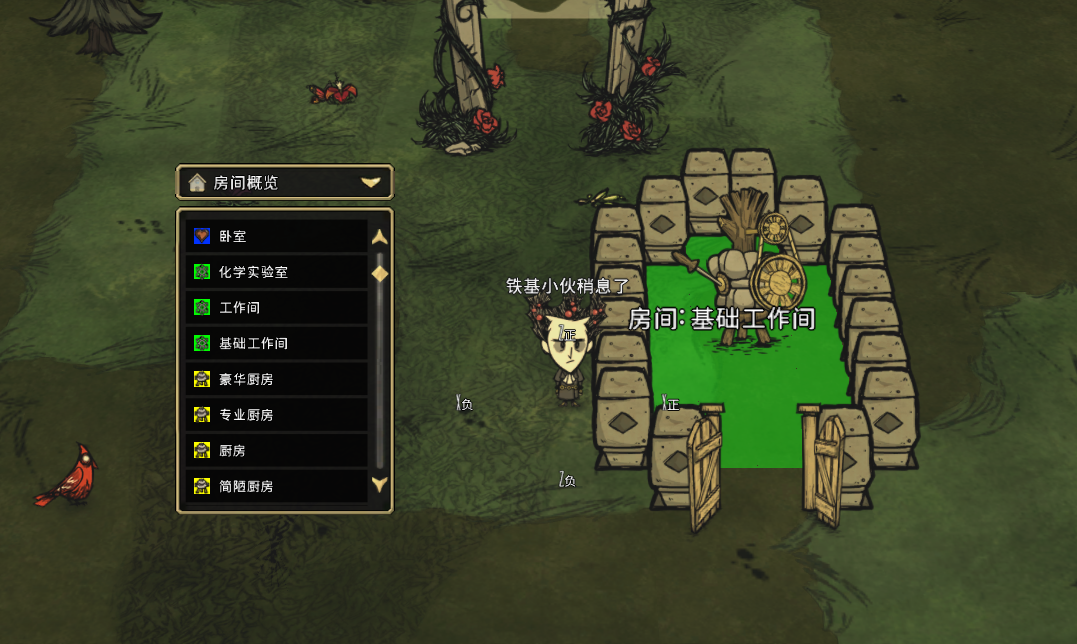 房间概览
卧室
化学实验室
工作间
基础工作间
豪华厨房
专业厨房
厨房
简陋厨房
铁基小伙稍息了
房间:基础工作间
Z正
X负
X正
Z负